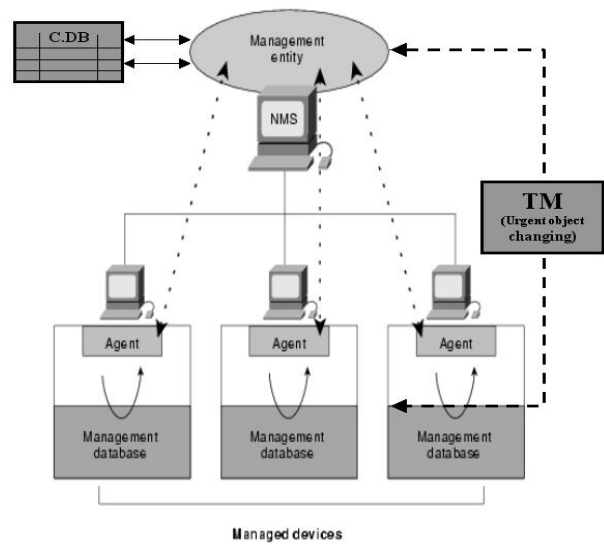 C.DB
Management
entity
NMS
TM
(Urgent object
changing)
Agent
Agent
Agent
Management
database
Management
database
Management
database
Managed devices